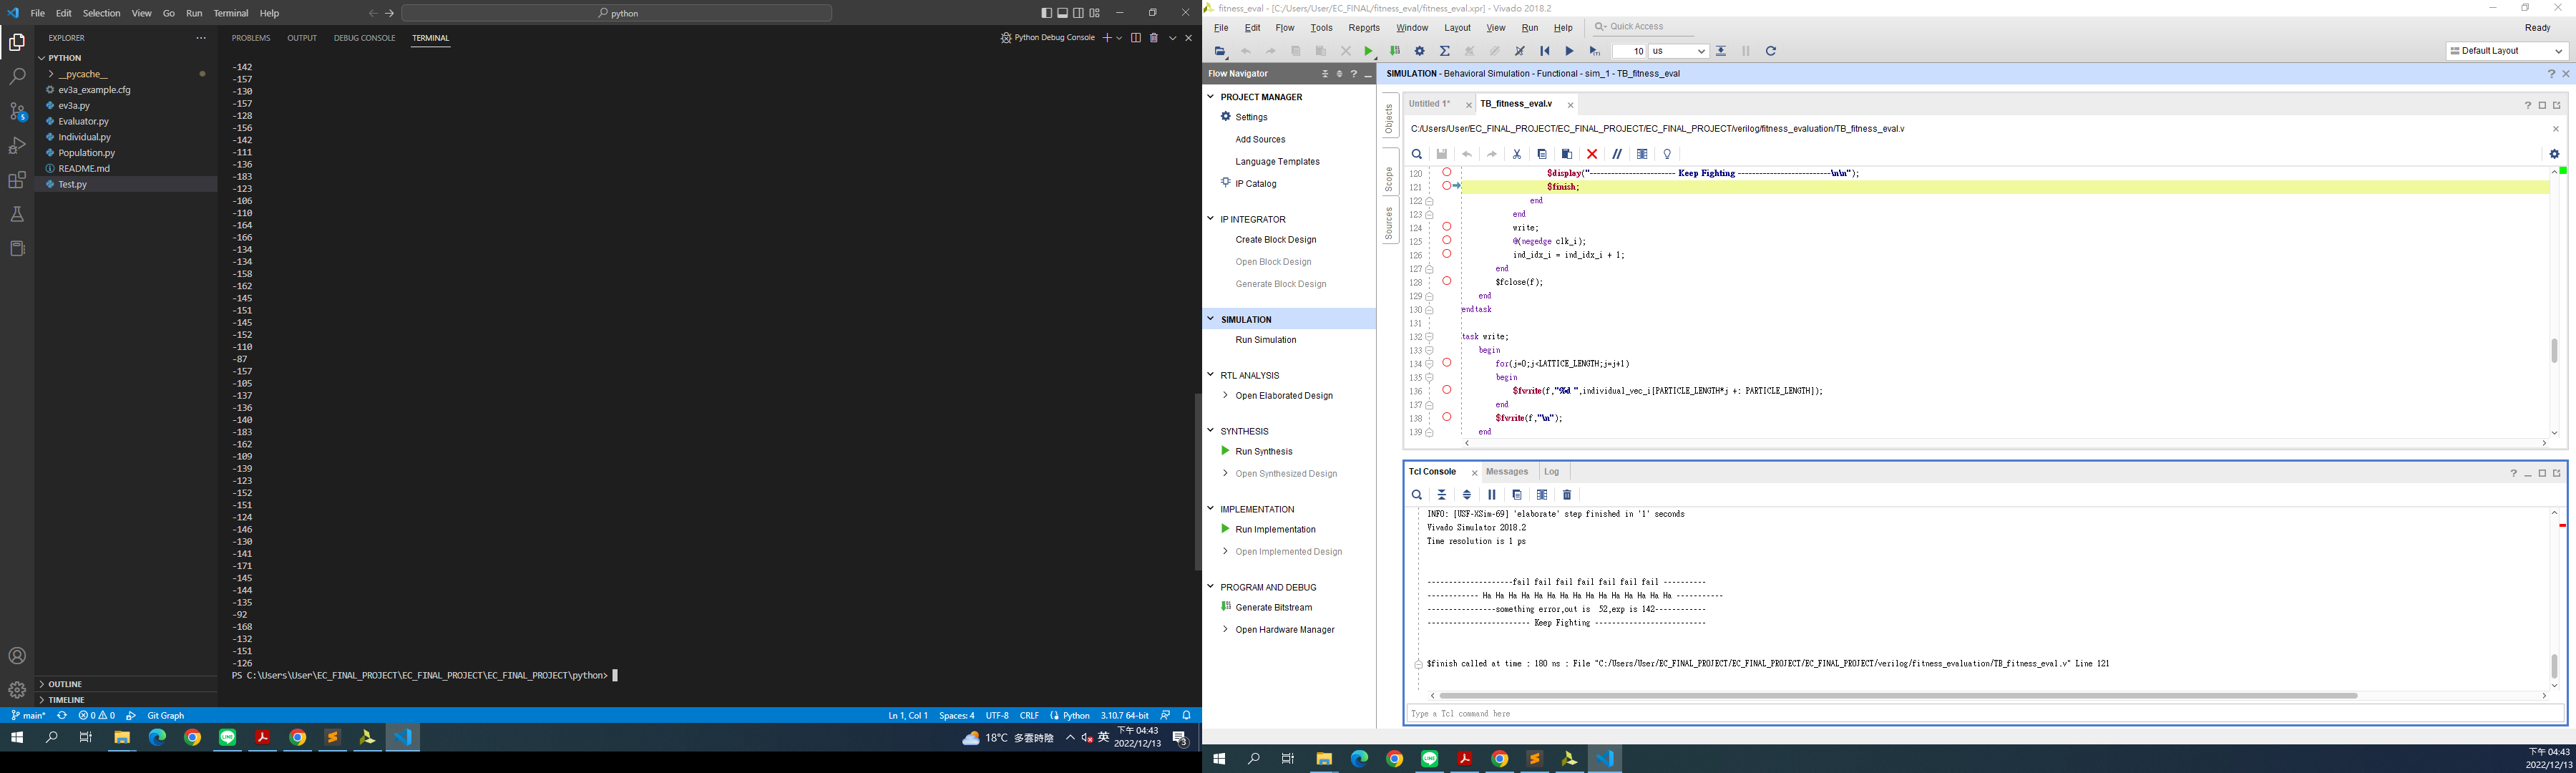 File Edit Selection View Go Run Terminal Help
python
EXPLORER
PYTHON
__pycache__
ev3a_example.cfg
ev3a.py
Evaluator.py
Individual.py
Population.py
README.md
Test.py
OUTLINE
TIMELINE
PROBLEMS OUTPUT DEBUG CONSOLE TERMINAL
Python Debug Console
-142
-157
-130
-157
-128
-156
-142
-111
-136
-183
-123
-106
-110
-164
-166
-134
-134
-158
-162
-145
-151
-145
-152
-110
-87
-157
-105
-137
-136
-140
-183
-162
-109
-139
-123
-152
-151
-124
-146
-130
-141
-171
-145
-144
-135
-92
-168
-132
-151
-126
PS C:\Users\User\EC_FINAL_PROJECT\EC_FINAL_PROJECT\EC_FINAL_PROJECT\python>
main* 0 0 Git Graph
Ln 1, Col 1 Spaces: 4 UTF-8 CRLF Python 3.10.7 64-bit
18°C 多雲時陰 英 下午 04:43
2022/12/13
3
fitness_eval - [C:/Users/User/EC_FINAL/fitness_eval/fitness_eval.xpr] - Vivado 2018.2
File Edit Flow Tools Reports Window Layout View Run Help Quick Access
Ready
10 us
Default Layout
Flow Navigator
PROJECT MANAGER
Settings
Add Sources
Language Templates
IP Catalog
IP INTEGRATOR
Create Block Design
Open Block Design
Generate Block Design
SIMULATION
Run Simulation
RTL ANALYSIS
Open Elaborated Design
SYNTHESIS
Run Synthesis
Open Synthesized Design
IMPLEMENTATION
Run Implementation
Open Implemented Design
PROGRAM AND DEBUG
Generate Bitstream
Open Hardware Manager
SIMULATION - Behavioral Simulation - Functional - sim_1 - TB_fitness_eval
Objects
Scope
Sources
Untitled 1* TB_fitness_eval.v
C:/Users/User/EC_FINAL_PROJECT/EC_FINAL_PROJECT/EC_FINAL_PROJECT/verilog/fitness_evaluation/TB_fitness_eval.v
120 $display("------------------------ Keep Fighting --------------------------\n\n");
121 $finish;
122 end
123 end
124 write;
125 @(negedge clk_i);
126 ind_idx_i = ind_idx_i + 1;
127 end
128 $fclose(f);
129 end
130 endtask
131
132 task write;
133 begin
134 for(j=0;j<LATTICE_LENGTH;j=j+1)
135 begin
136 $fwrite(f,"%d ",individual_vec_i[PARTICLE_LENGTH*j +: PARTICLE_LENGTH]);
137 end
138 $fwrite(f,"\n");
139 end
Tcl Console Messages Log
INFO: [USF-XSim-69] 'elaborate' step finished in '1' seconds
Vivado Simulator 2018.2
Time resolution is 1 ps
--------------------fail fail fail fail fail fail fail ----------
------------ Ha Ha Ha Ha Ha Ha Ha Ha Ha Ha Ha Ha Ha Ha Ha -----------
----------------something error,out is  52,exp is 142------------
------------------------ Keep Fighting --------------------------
$finish called at time : 180 ns : File "C:/Users/User/EC_FINAL_PROJECT/EC_FINAL_PROJECT/EC_FINAL_PROJECT/verilog/fitness_evaluation/TB_fitness_eval.v" Line 121
Type a Tcl command here
下午 04:43
2022/12/13